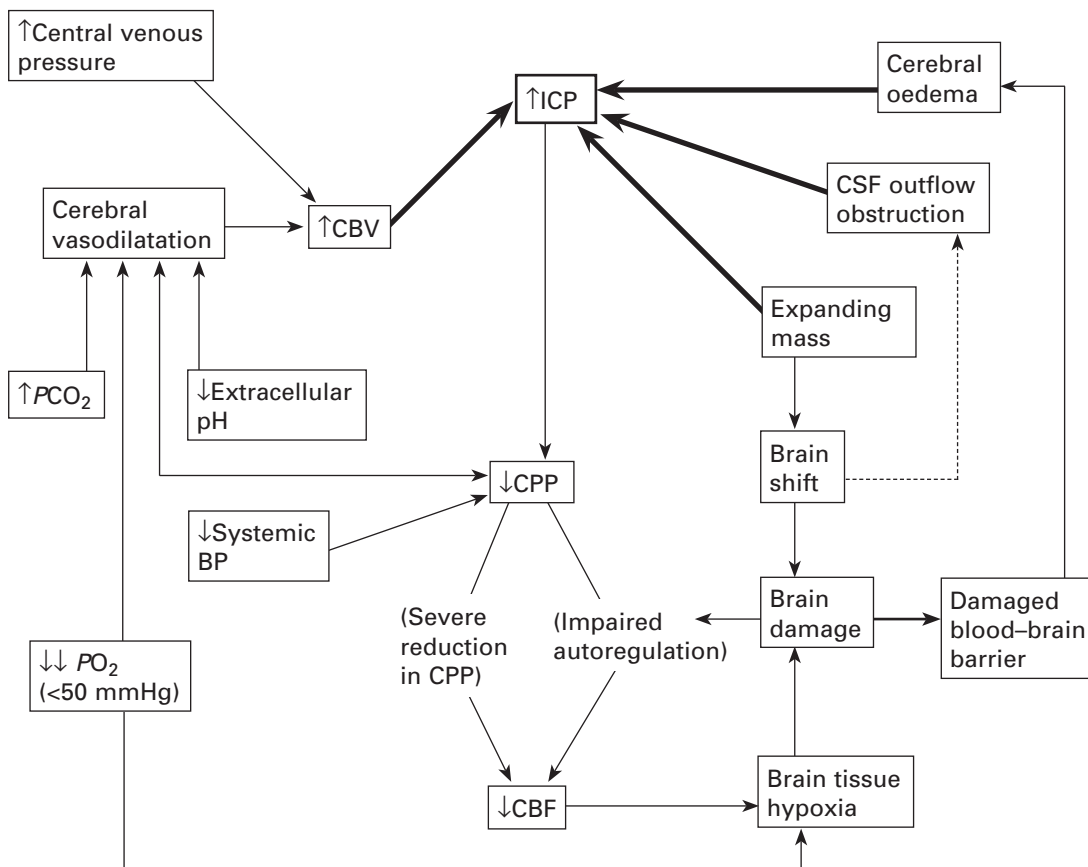 ↑Central venous
pressure
↑ICP
Cerebral
oedema
CSF outflow
obstruction
Cerebral
vasodilatation
↑CBV
Expanding
mass
↑PCO₂
↓Extracellular
pH
Brain
shift
↓CPP
↓Systemic
BP
(Severe
reduction
in CPP)
(Impaired
autoregulation)
Brain
damage
Damaged
blood–brain
barrier
↓↓ PO₂
(<50 mmHg)
↓CBF
Brain tissue
hypoxia